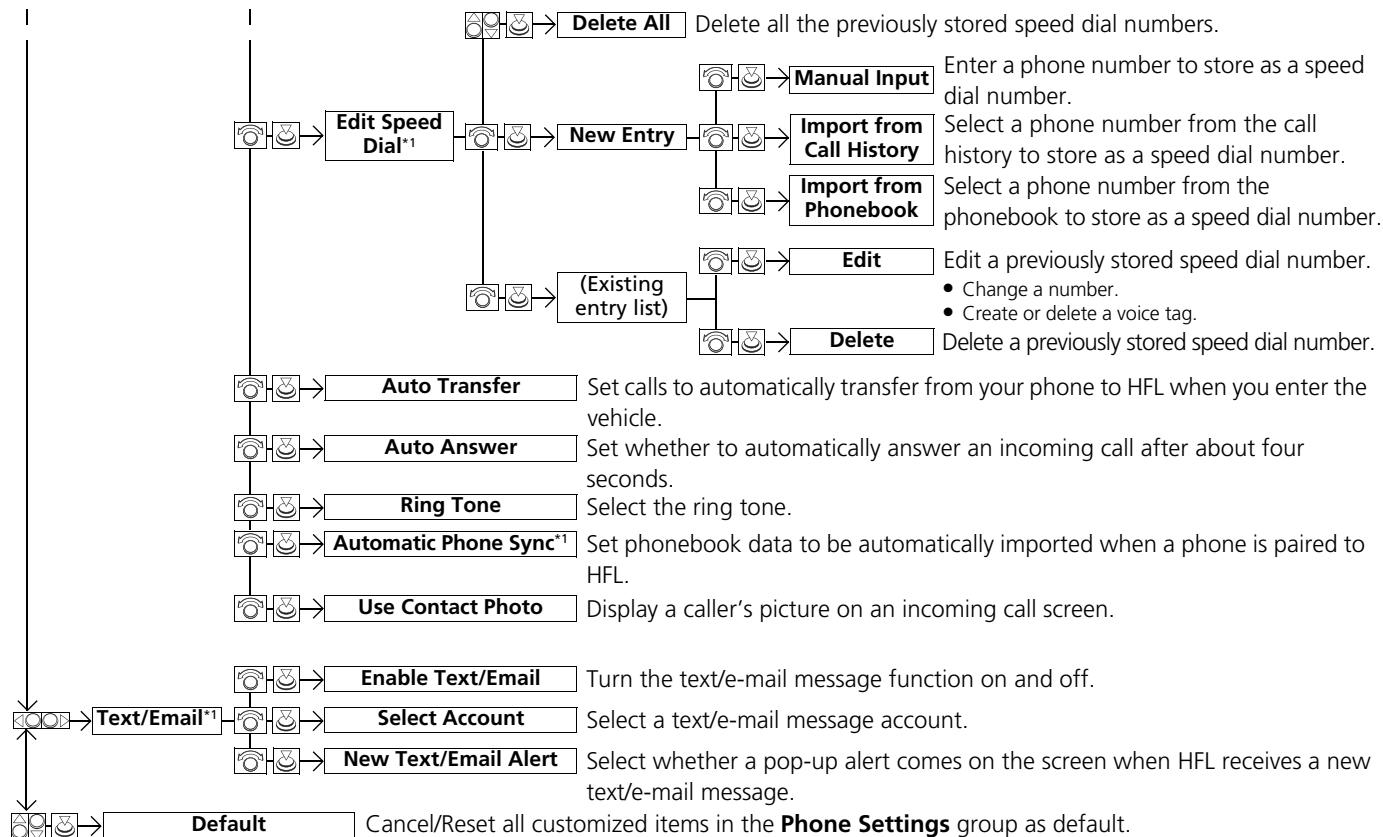 Delete All Delete all the previously stored speed dial numbers.
Manual Input Enter a phone number to store as a speed
dial number.
Edit Speed
Dial*1
New Entry
Import from
Call History
Select a phone number from the call
history to store as a speed dial number.
Import from
Phonebook
Select a phone number from the
phonebook to store as a speed dial number.
(Existing
entry list)
Edit Edit a previously stored speed dial number.
● Change a number.
● Create or delete a voice tag.
Delete Delete a previously stored speed dial number.
Auto Transfer Set calls to automatically transfer from your phone to HFL when you enter the
vehicle.
Auto Answer Set whether to automatically answer an incoming call after about four
seconds.
Ring Tone Select the ring tone.
Automatic Phone Sync*1 Set phonebook data to be automatically imported when a phone is paired to
HFL.
Use Contact Photo Display a caller's picture on an incoming call screen.
Enable Text/Email Turn the text/e-mail message function on and off.
Text/Email*1 Select Account Select a text/e-mail message account.
New Text/Email Alert Select whether a pop-up alert comes on the screen when HFL receives a new
text/e-mail message.
Default Cancel/Reset all customized items in the Phone Settings group as default.